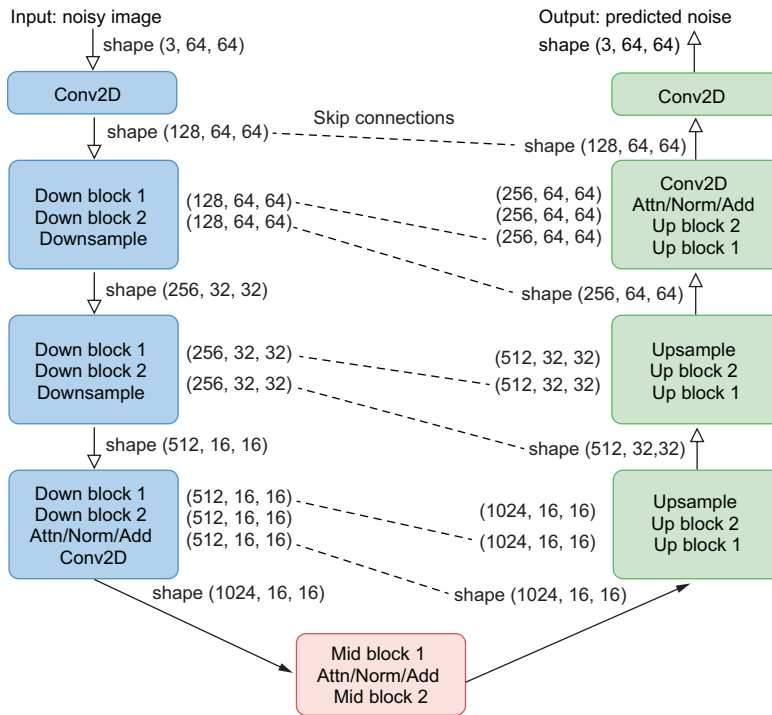 Input: noisy image
shape (3, 64, 64)
Conv2D
shape (128, 64, 64)
Down block 1
Down block 2
Downsample
(128, 64, 64)
(128, 64, 64)
shape (256, 32, 32)
Down block 1
Down block 2
Downsample
(256, 32, 32)
(256, 32, 32)
shape (512, 16, 16)
Down block 1
Down block 2
Attn/Norm/Add
Conv2D
(512, 16, 16)
(512, 16, 16)
(512, 16, 16)
shape (1024, 16, 16)
Mid block 1
Attn/Norm/Add
Mid block 2
Skip connections
Output: predicted noise
shape (3, 64, 64)
Conv2D
shape (128, 64, 64)
(256, 64, 64)
(256, 64, 64)
(256, 64, 64)
Conv2D
Attn/Norm/Add
Up block 2
Up block 1
shape (256, 64, 64)
(512, 32, 32)
(512, 32, 32)
Upsample
Up block 2
Up block 1
shape (512, 32,32)
(1024, 16, 16)
(1024, 16, 16)
Upsample
Up block 2
Up block 1
shape (1024, 16, 16)